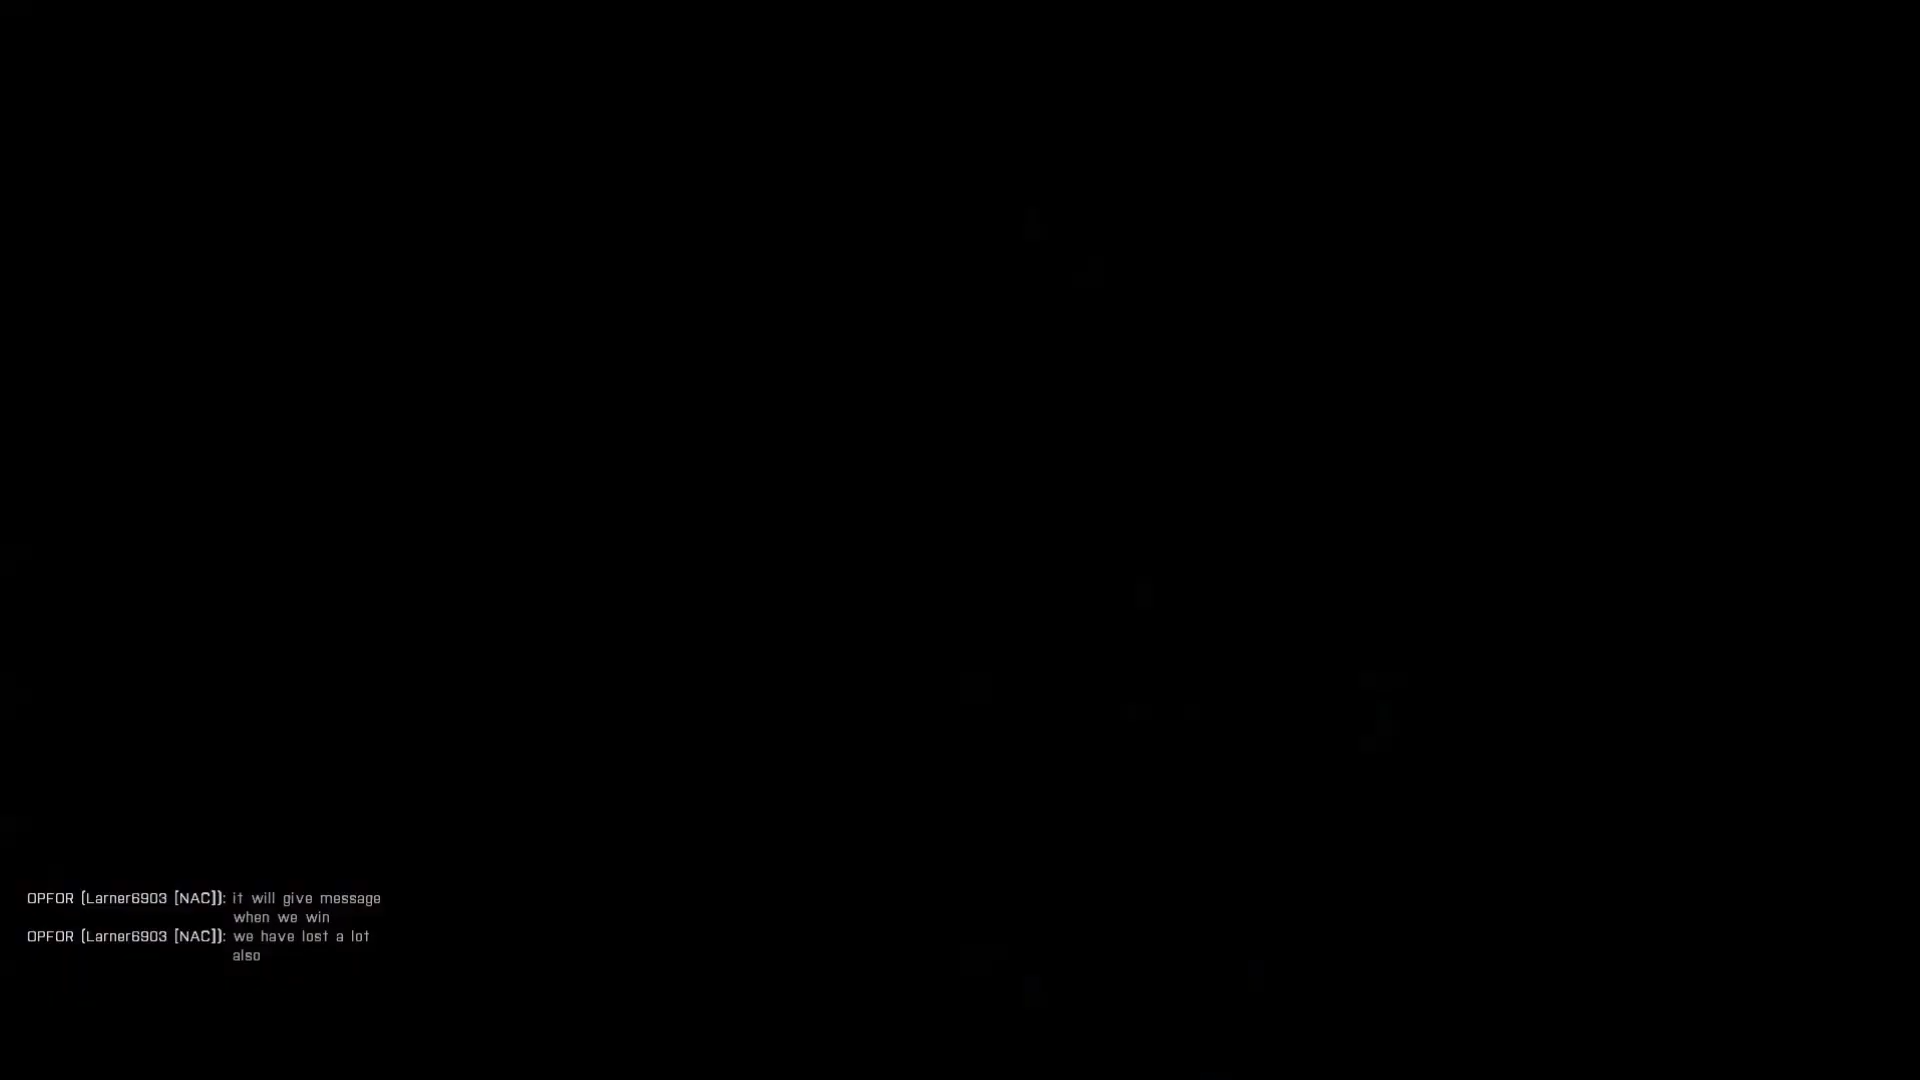 OPFOR (Larner6903 [NAC]): it will give message
when we win
OPFOR (Larner6903 [NAC]): we have lost a lot
also